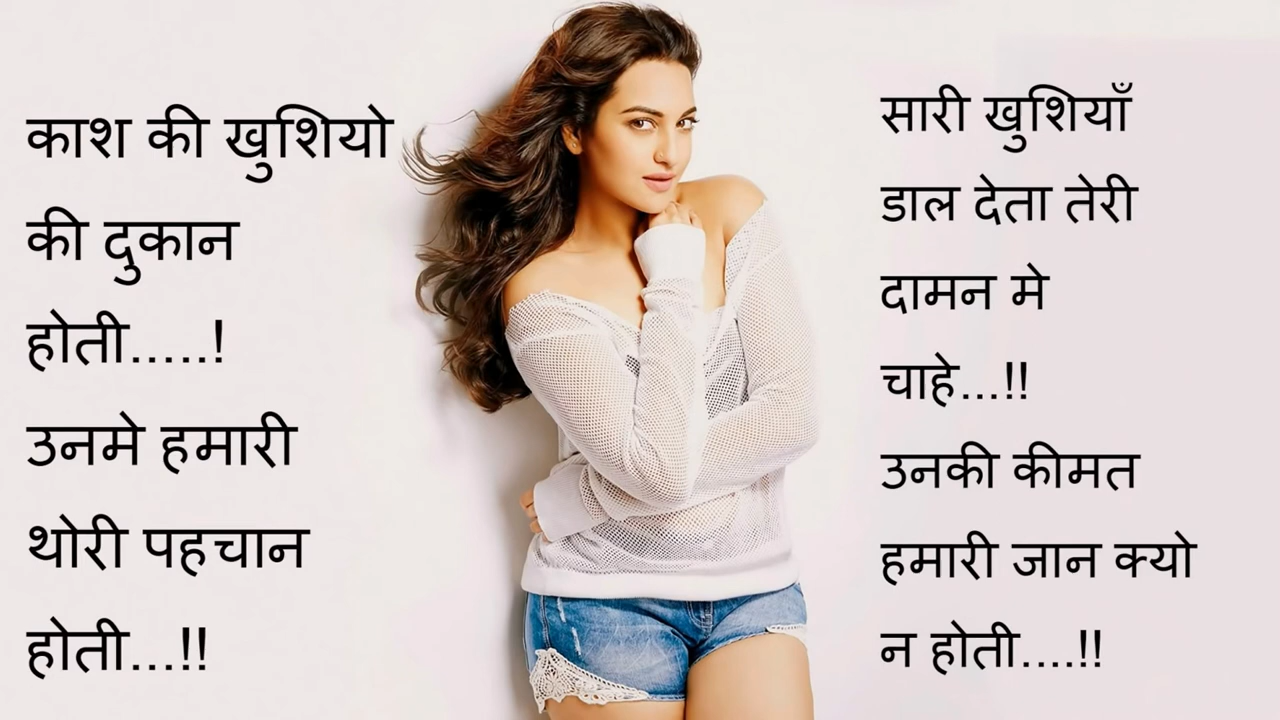 काश की खुशियो
की दुकान
होती.....!
उनमे हमारी
थोरी पहचान
होती...!!
सारी खुशियाँ
डाल देता तेरी
दामन मे
चाहे...!!
उनकी कीमत
हमारी जान क्यो
न होती....!!